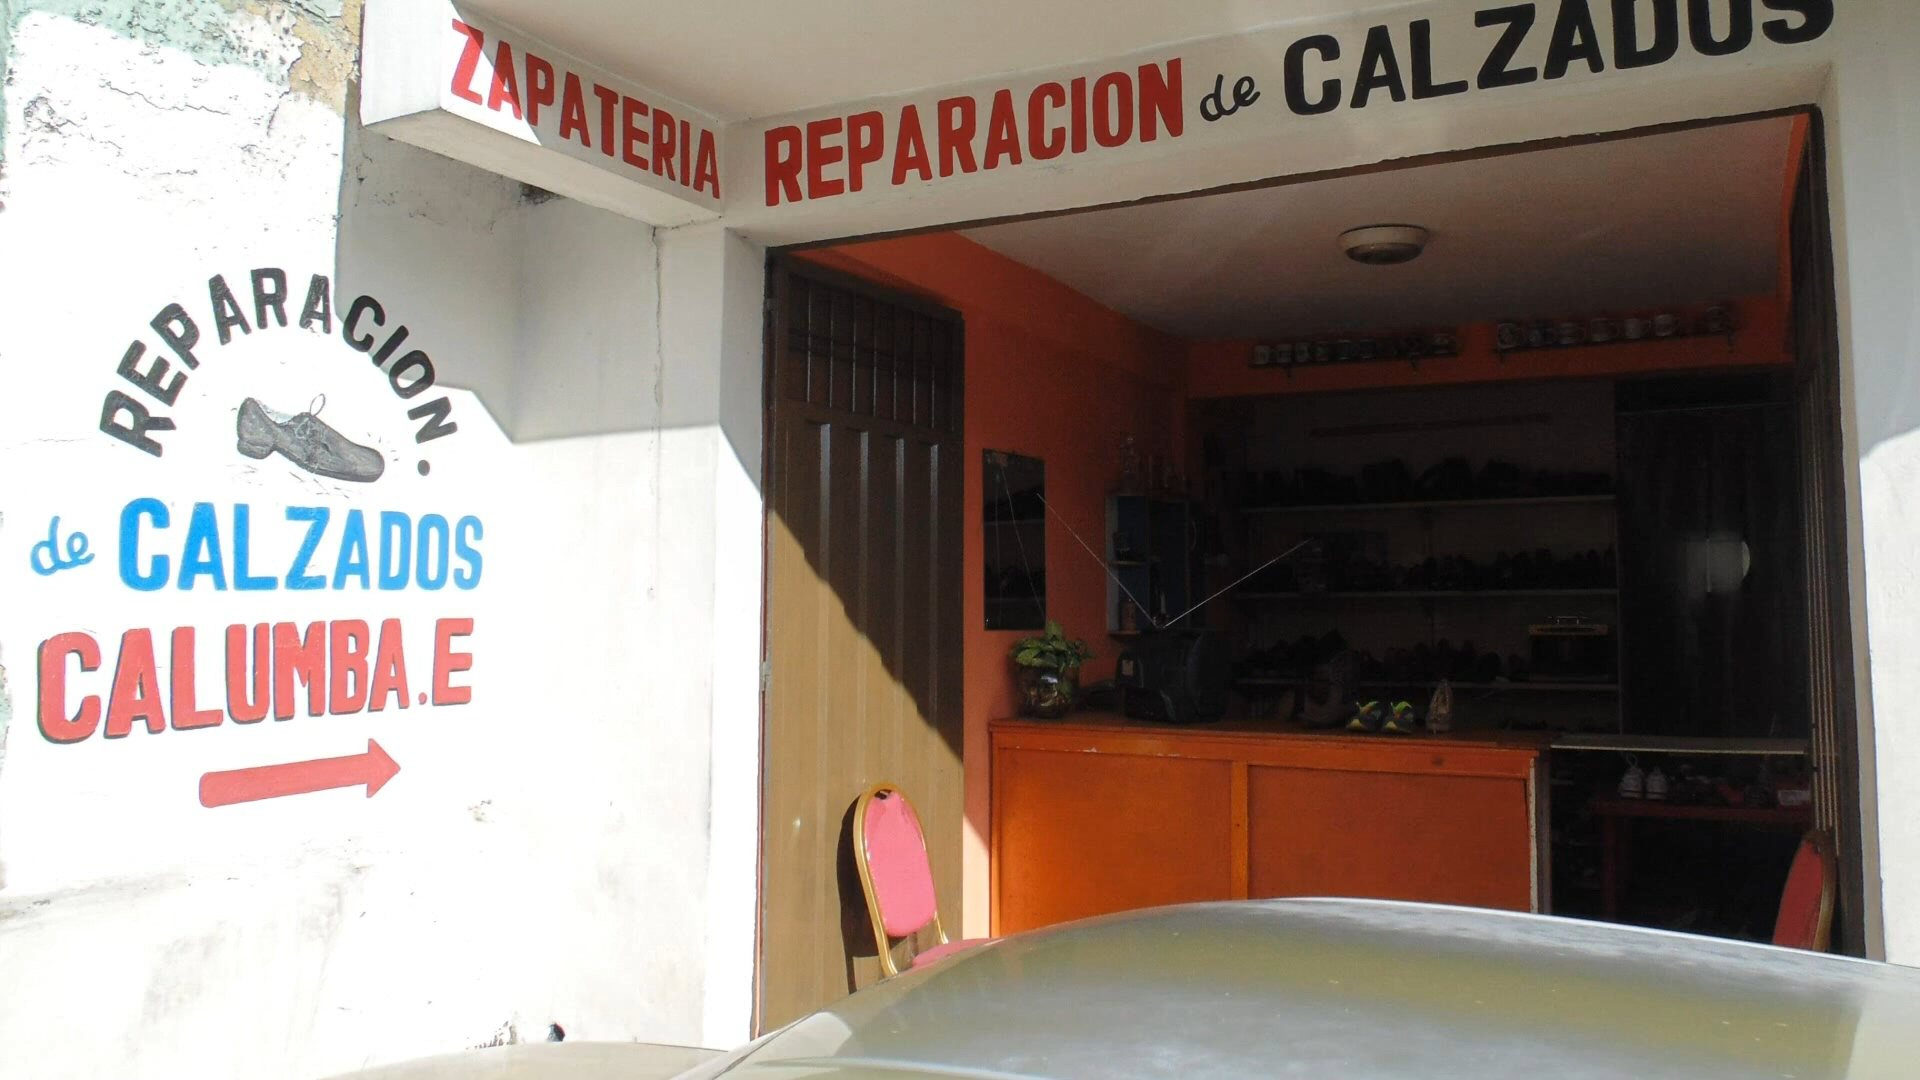 ZAPATERIA
REPARACION de CALZADOS
REPARACION.
de CALZADOS
CALUMBA.E